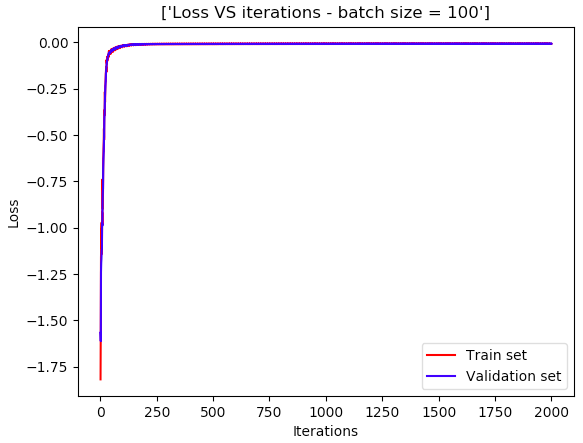 ['Loss VS iterations - batch size = 100']
0.00
−0.25
−0.50
−0.75
−1.00
−1.25
−1.50
−1.75
Loss
Train set
Validation set
0 250 500 750 1000 1250 1500 1750 2000
Iterations